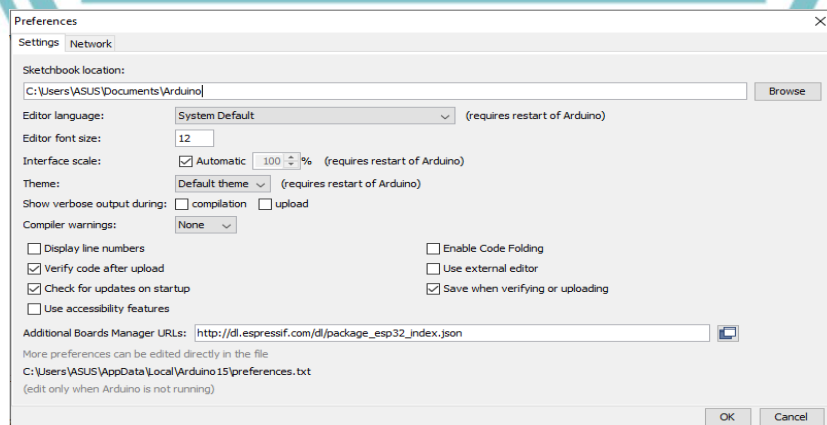 Preferences
Settings Network
Sketchbook location:
C:\Users\ASUS\Documents\Arduino Browse
Editor language: System Default (requires restart of Arduino)
Editor font size: 12
Interface scale: Automatic 100 % (requires restart of Arduino)
Theme: Default theme (requires restart of Arduino)
Show verbose output during: compilation upload
Compiler warnings: None
Display line numbers Enable Code Folding
Verify code after upload Use external editor
Check for updates on startup Save when verifying or uploading
Use accessibility features
Additional Boards Manager URLs: http://dl.espressif.com/dl/package_esp32_index.json
More preferences can be edited directly in the file
C:\Users\ASUS\AppData\Local\Arduino15\preferences.txt
(edit only when Arduino is not running)
OK Cancel